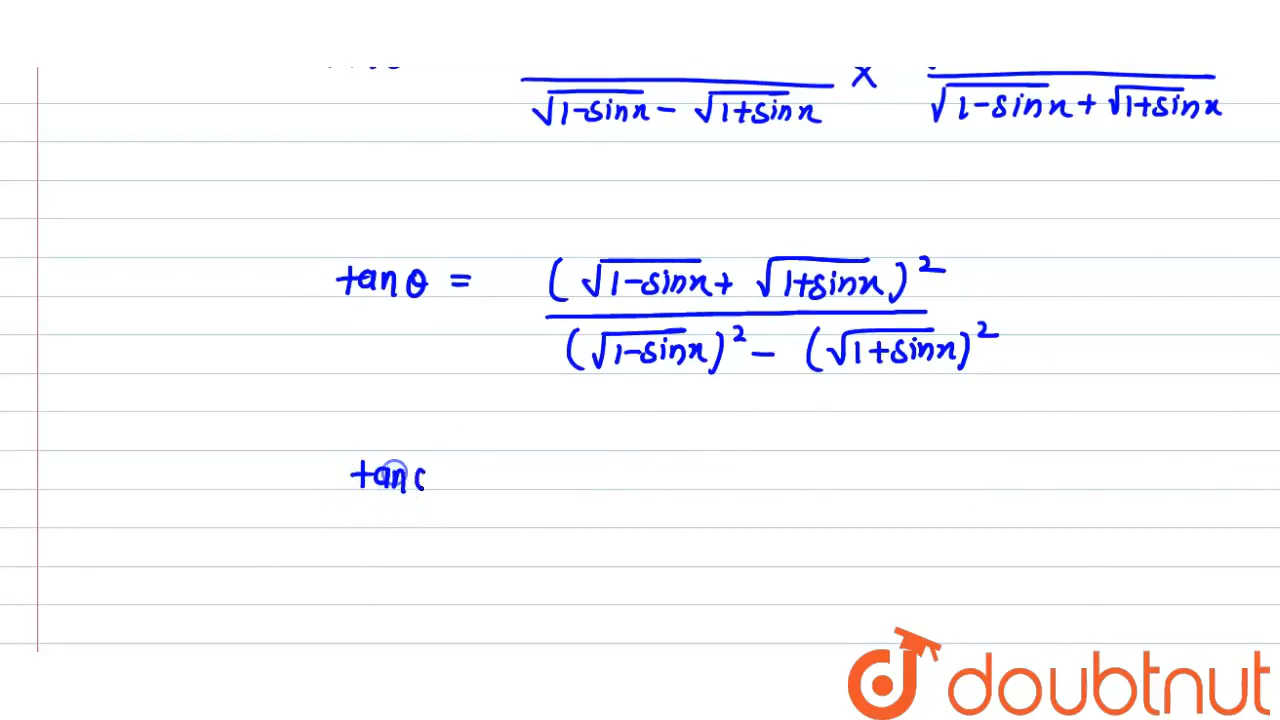 √1-sinx - √1+sinx × √1-sinx + √1+sinx
tanθ = (√1-sinx + √1+sinx)²
(√1-sinx)² - (√1+sinx)²
tan
doubtnut